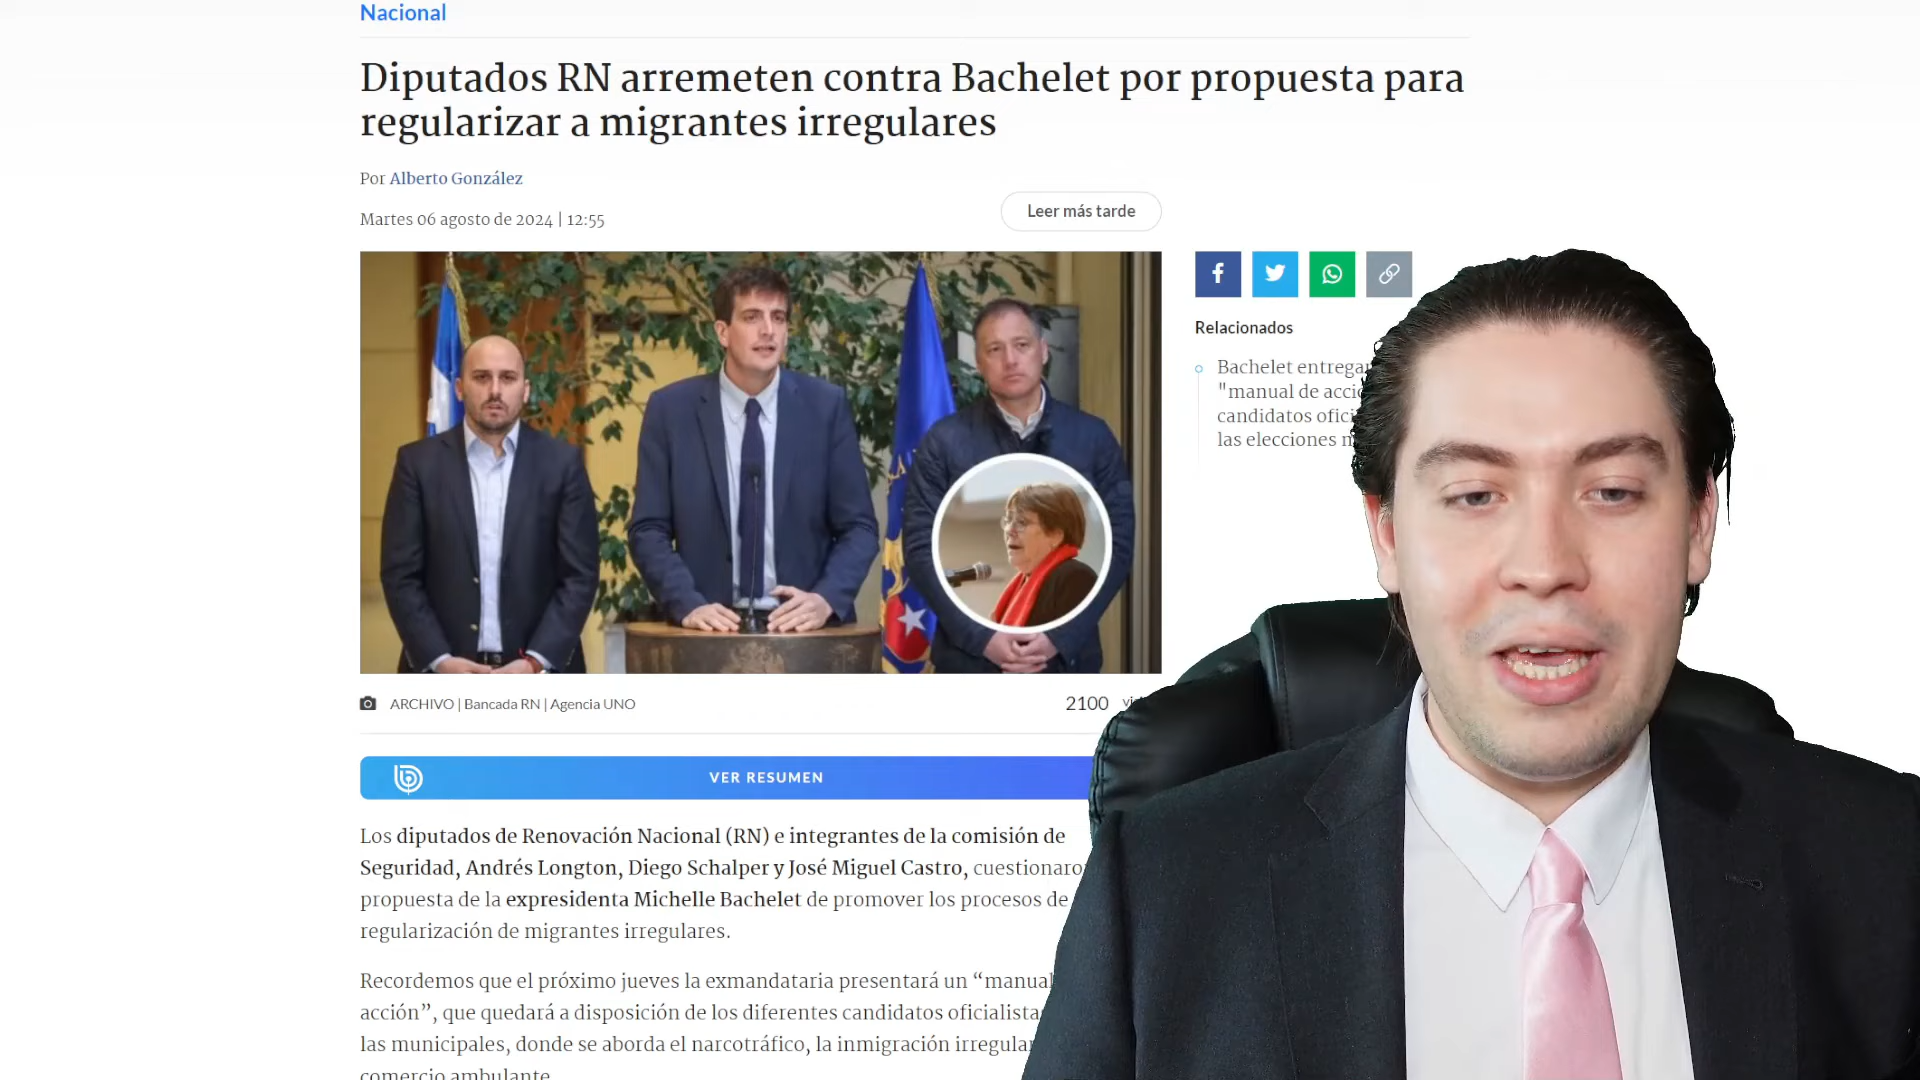 Nacional
Diputados RN arremeten contra Bachelet por propuesta para
regularizar a migrantes irregulares
Por Alberto González
Martes 06 agosto de 2024 | 12:55
Leer más tarde
Relacionados
Bachelet entregar
"manual de acció
candidatos ofici
las elecciones
ARCHIVO | Bancada RN | Agencia UNO
2100
VER RESUMEN
Los diputados de Renovación Nacional (RN) e integrantes de la comisión de
Seguridad, Andrés Longton, Diego Schalper y José Miguel Castro, cuestionaro
propuesta de la expresidenta Michelle Bachelet de promover los procesos de
regularización de migrantes irregulares.
Recordemos que el próximo jueves la exmandataria presentará un “manual
acción”, que quedará a disposición de los diferentes candidatos oficialistas
las municipales, donde se aborda el narcotráfico, la inmigración irregular
comercio ambulante.